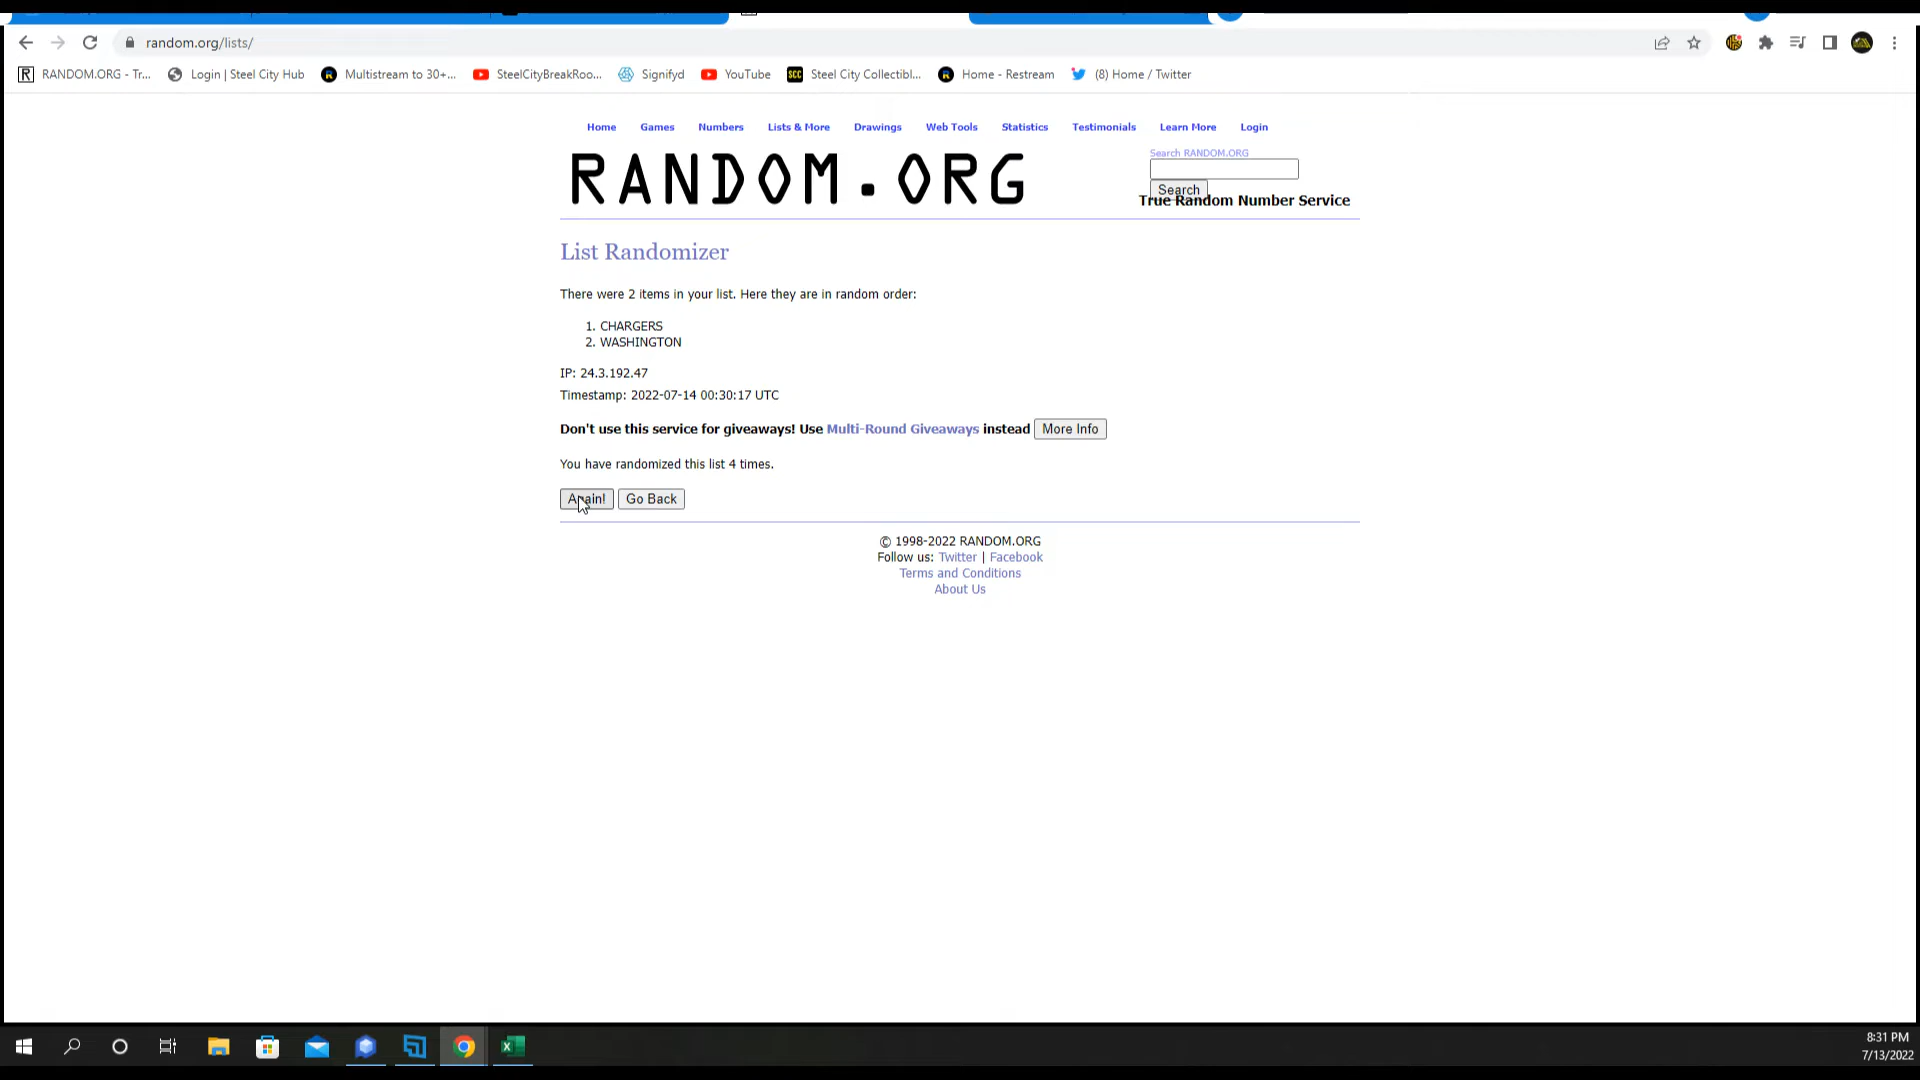 random.org/lists/
RANDOM.ORG - Tr... Login | Steel City Hub Multistream to 30+... SteelCityBreakRoo... Signifyd YouTube SCC Steel City Collectibl... Home - Restream (8) Home / Twitter
Home Games Numbers Lists & More Drawings Web Tools Statistics Testimonials Learn More Login
RANDOM.ORG
Search RANDOM.ORG
Search
True Random Number Service
List Randomizer
There were 2 items in your list. Here they are in random order:
1. CHARGERS
2. WASHINGTON
IP: 24.3.192.47
Timestamp: 2022-07-14 00:30:17 UTC
Don't use this service for giveaways! Use Multi-Round Giveaways instead More Info
You have randomized this list 4 times.
Again! Go Back
© 1998-2022 RANDOM.ORG
Follow us: Twitter | Facebook
Terms and Conditions
About Us
8:31 PM
7/13/2022